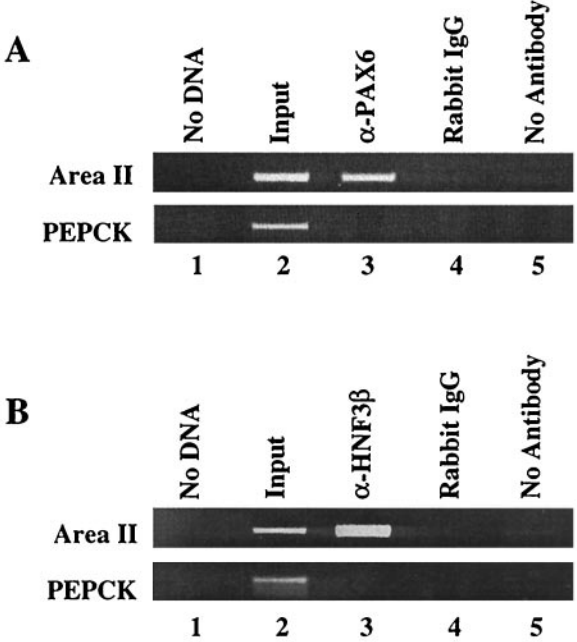 A
No DNA
Input
α-PAX6
Rabbit IgG
No Antibody
Area II
PEPCK
1 2 3 4 5
B
No DNA
Input
α-HNF3β
Rabbit IgG
No Antibody
Area II
PEPCK
1 2 3 4 5